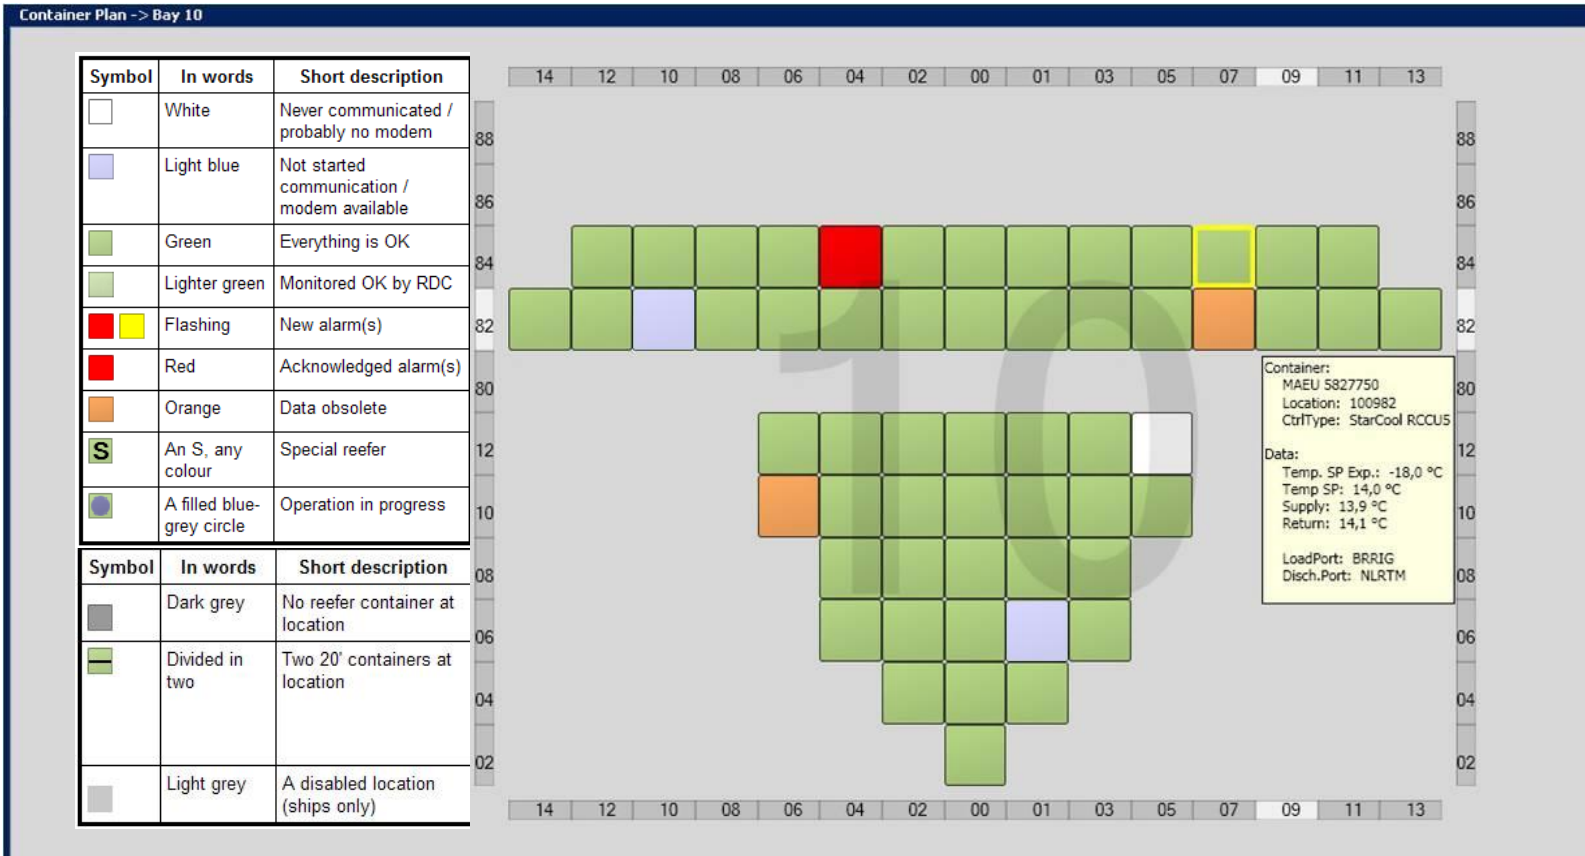 Container Plan -> Bay 10
Symbol In words Short description
White Never communicated /
probably no modem
Light blue Not started
communication /
modem available
Green Everything is OK
Lighter green Monitored OK by RDC
Flashing New alarm(s)
Red Acknowledged alarm(s)
Orange Data obsolete
S An S, any
colour
Special reefer
A filled blue-
grey circle
Operation in progress
Symbol In words Short description
Dark grey No reefer container at
location
Divided in
two
Two 20' containers at
location
Light grey A disabled location
(ships only)
14 12 10 08 06 04 02 00 01 03 05 07 09 11 13
88 88
86 86
84 84
82 82
80 80
12 12
10 10
08 08
06 06
04 04
02 02
10
Container:
MAEU 5827750
Location: 100982
CtrlType: StarCool RCCU5
Data:
Temp. SP Exp.: -18,0 °C
Temp SP: 14,0 °C
Supply: 13,9 °C
Return: 14,1 °C
LoadPort: BRRIG
Disch.Port: NLRTM
14 12 10 08 06 04 02 00 01 03 05 07 09 11 13